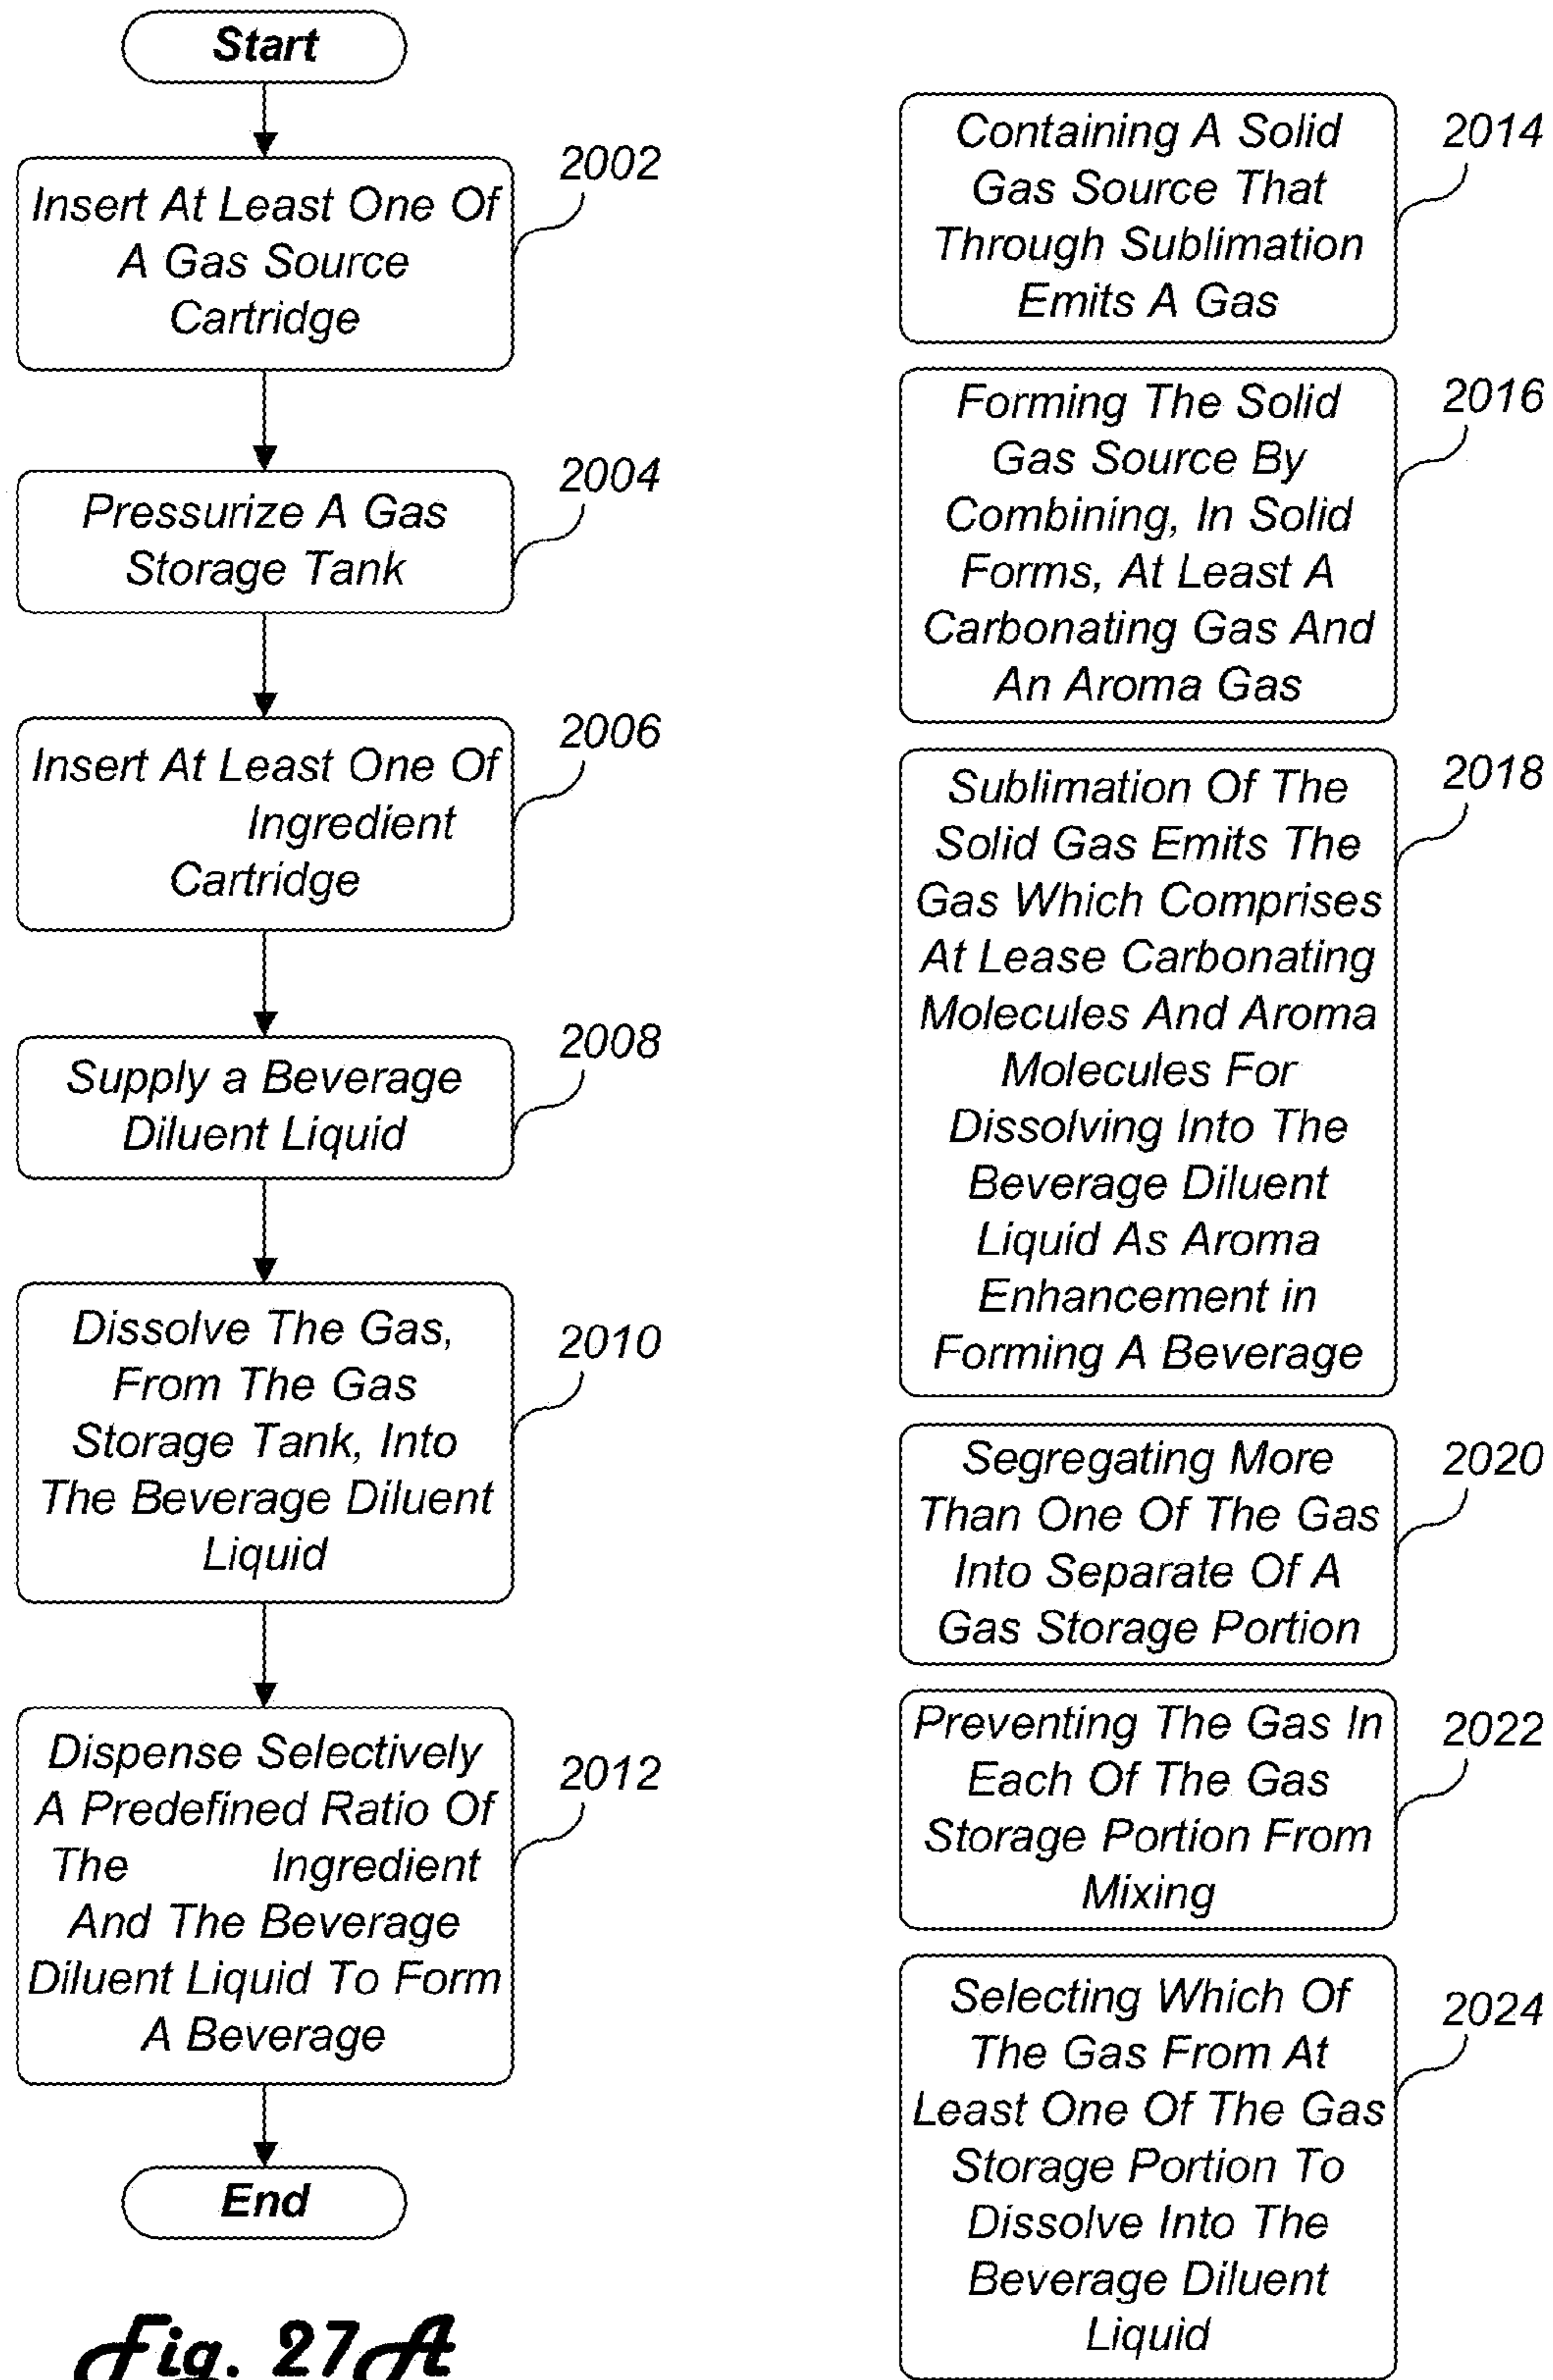 Start
Insert At Least One Of
A Gas Source
Cartridge
2002
Pressurize A Gas
Storage Tank
2004
Insert At Least One Of
Ingredient
Cartridge
2006
Supply a Beverage
Diluent Liquid
2008
Dissolve The Gas,
From The Gas
Storage Tank, Into
The Beverage Diluent
Liquid
2010
Dispense Selectively
A Predefined Ratio Of
The Ingredient
And The Beverage
Diluent Liquid To Form
A Beverage
2012
End
Fig. 27A
Containing A Solid
Gas Source That
Through Sublimation
Emits A Gas
2014
Forming The Solid
Gas Source By
Combining, In Solid
Forms, At Least A
Carbonating Gas And
An Aroma Gas
2016
Sublimation Of The
Solid Gas Emits The
Gas Which Comprises
At Lease Carbonating
Molecules And Aroma
Molecules For
Dissolving Into The
Beverage Diluent
Liquid As Aroma
Enhancement in
Forming A Beverage
2018
Segregating More
Than One Of The Gas
Into Separate Of A
Gas Storage Portion
2020
Preventing The Gas In
Each Of The Gas
Storage Portion From
Mixing
2022
Selecting Which Of
The Gas From At
Least One Of The Gas
Storage Portion To
Dissolve Into The
Beverage Diluent
Liquid
2024